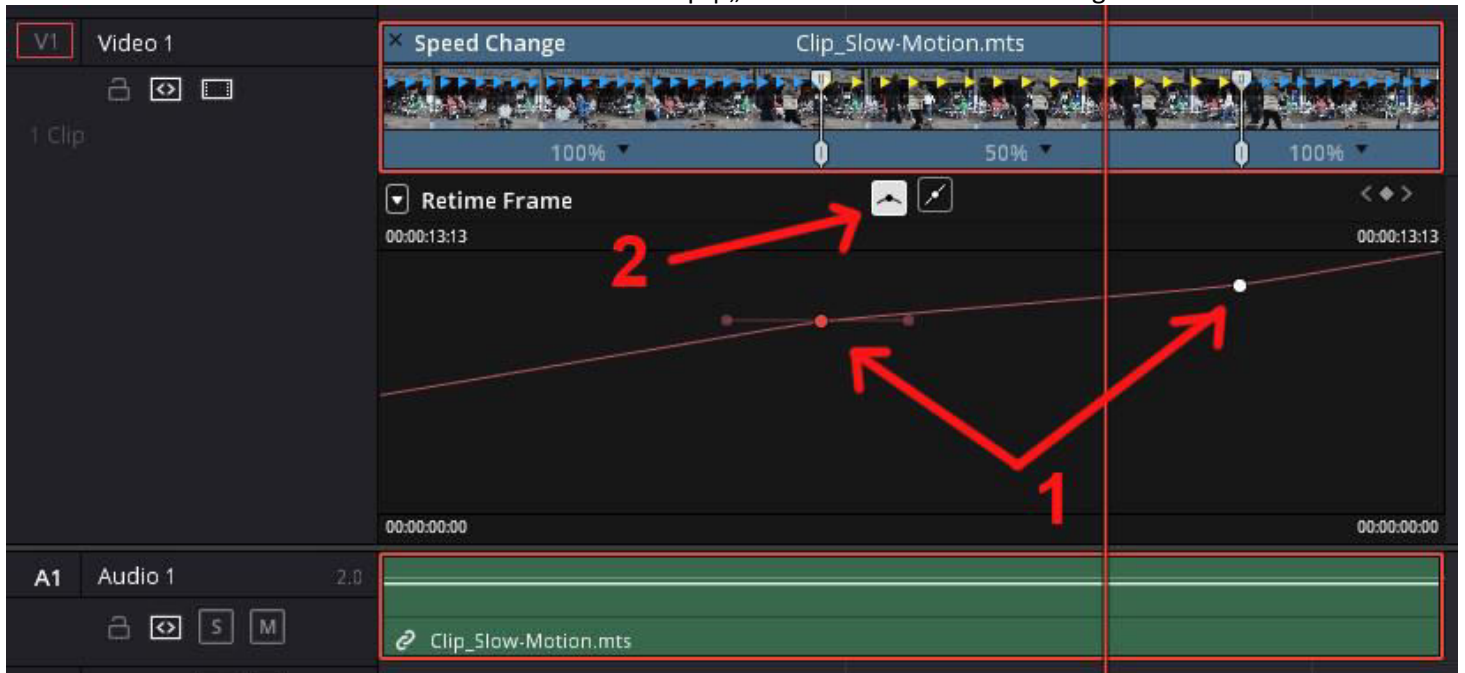 V1 Video 1
× Speed Change Clip_Slow-Motion.mts
1 Clip
100% 50% 100%
Retime Frame
00:00:13:13 00:00:13:13
2
1
00:00:00:00 00:00:00:00
A1 Audio 1 2.0
S M
Clip_Slow-Motion.mts